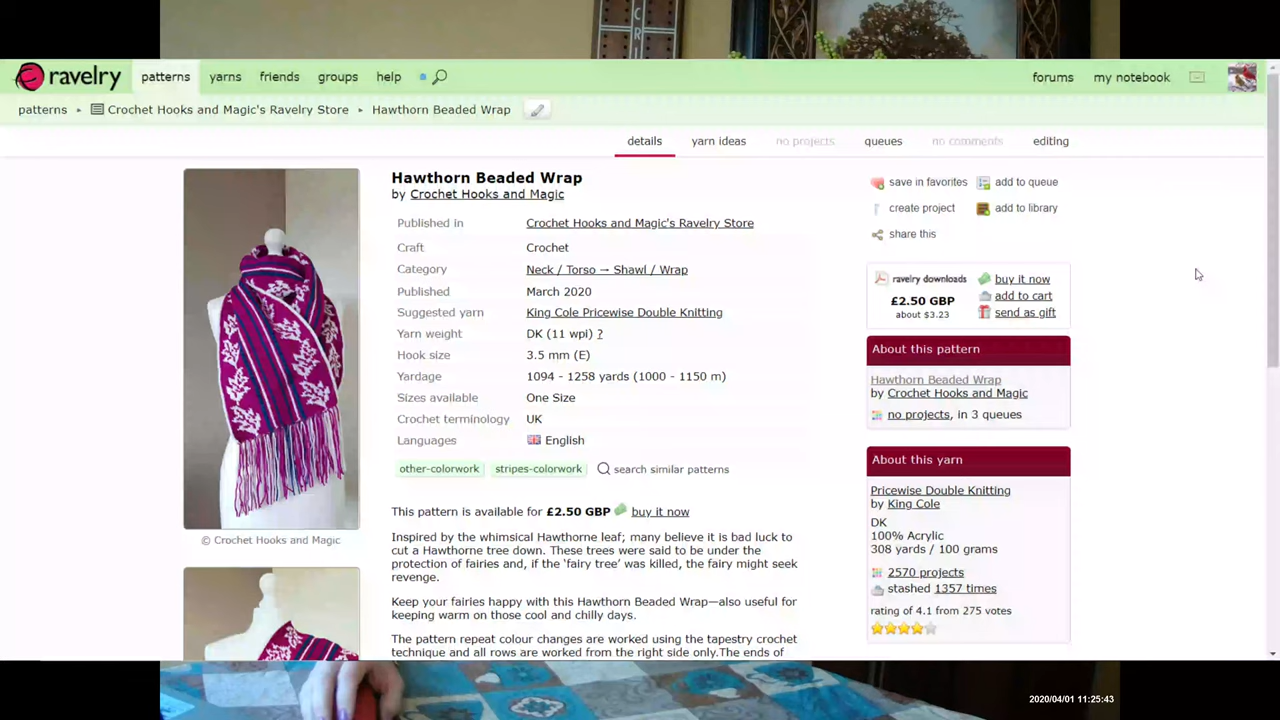 CRI
ravelry
patterns yarns friends groups help
forums my notebook
patterns ▸ Crochet Hooks and Magic's Ravelry Store ▸ Hawthorn Beaded Wrap
details yarn ideas no projects queues no comments editing
Hawthorn Beaded Wrap
by Crochet Hooks and Magic
Published in Crochet Hooks and Magic's Ravelry Store
Craft Crochet
Category Neck / Torso → Shawl / Wrap
Published March 2020
Suggested yarn King Cole Pricewise Double Knitting
Yarn weight DK (11 wpi) ?
Hook size 3.5 mm (E)
Yardage 1094 - 1258 yards (1000 - 1150 m)
Sizes available One Size
Crochet terminology UK
Languages English
other-colorwork stripes-colorwork search similar patterns
This pattern is available for £2.50 GBP buy it now
Inspired by the whimsical Hawthorne leaf; many believe it is bad luck to
cut a Hawthorne tree down. These trees were said to be under the
protection of fairies and, if the ‘fairy tree’ was killed, the fairy might seek
revenge.
Keep your fairies happy with this Hawthorn Beaded Wrap—also useful for
keeping warm on those cool and chilly days.
The pattern repeat colour changes are worked using the tapestry crochet
technique and all rows are worked from the right side only.The ends of
© Crochet Hooks and Magic
save in favorites add to queue
create project add to library
share this
ravelry downloads buy it now
£2.50 GBP add to cart
about $3.23 send as gift
About this pattern
Hawthorn Beaded Wrap
by Crochet Hooks and Magic
no projects, in 3 queues
About this yarn
Pricewise Double Knitting
by King Cole
DK
100% Acrylic
308 yards / 100 grams
2570 projects
stashed 1357 times
rating of 4.1 from 275 votes
2020/04/01 11:25:43